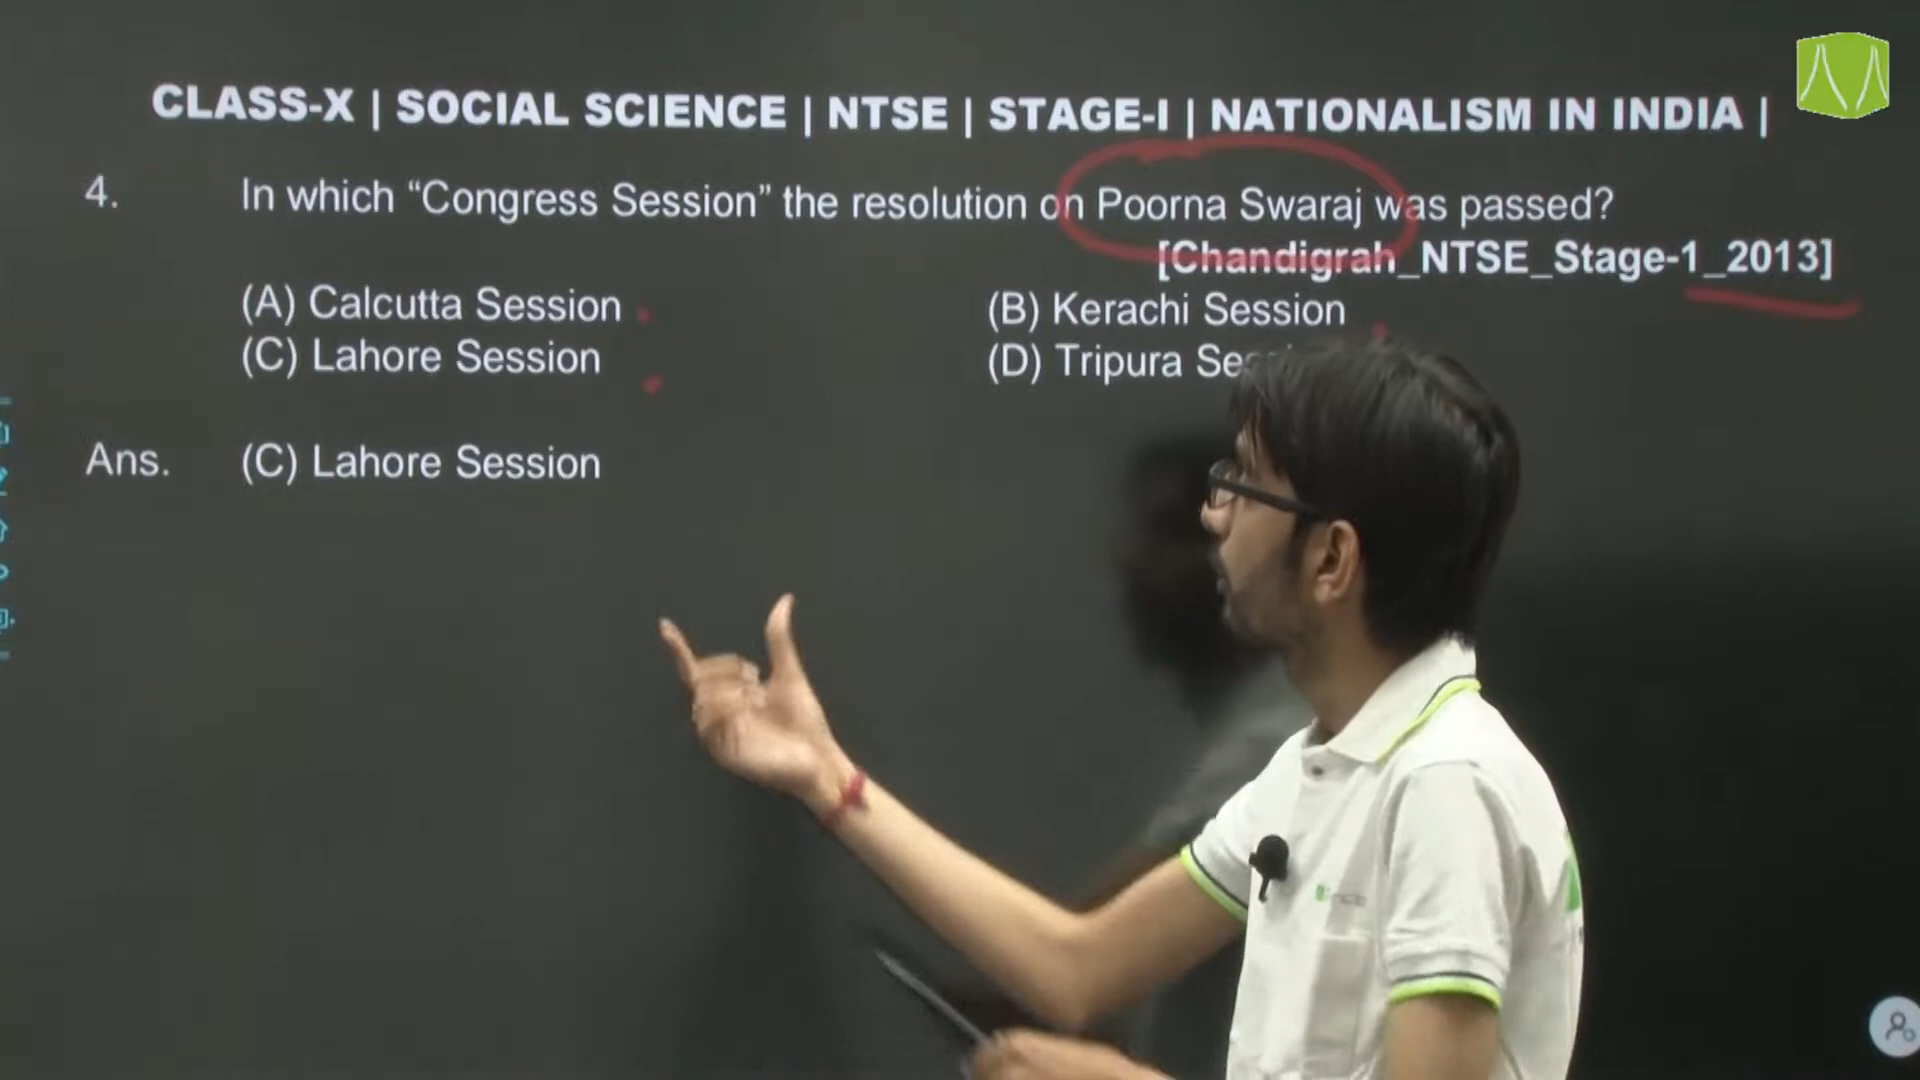 CLASS-X | SOCIAL SCIENCE | NTSE | STAGE-I | NATIONALISM IN INDIA |
4. In which “Congress Session” the resolution on Poorna Swaraj was passed?
[Chandigrah_NTSE_Stage-1_2013]
(A) Calcutta Session (B) Kerachi Session
(C) Lahore Session (D) Tripura
Ans. (C) Lahore Session